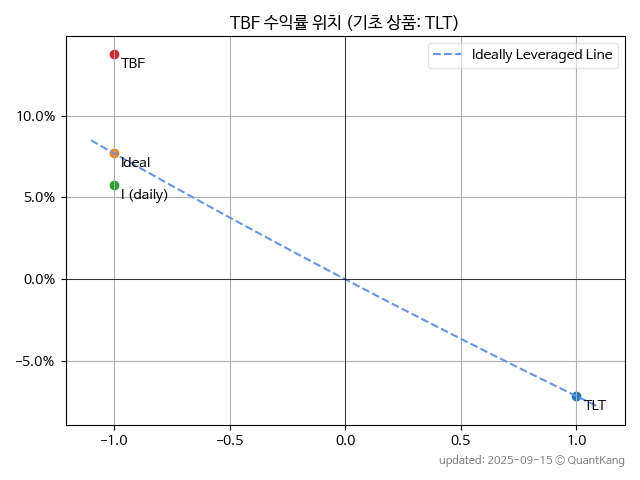 TBF 수익률 위치 (기초 상품: TLT)
Ideally Leveraged Line
TBF
10.0%
Ideal
I (daily)
5.0%
0.0%
−5.0%
TLT
−1.0 −0.5 0.0 0.5 1.0
updated: 2025-09-15 © QuantKang